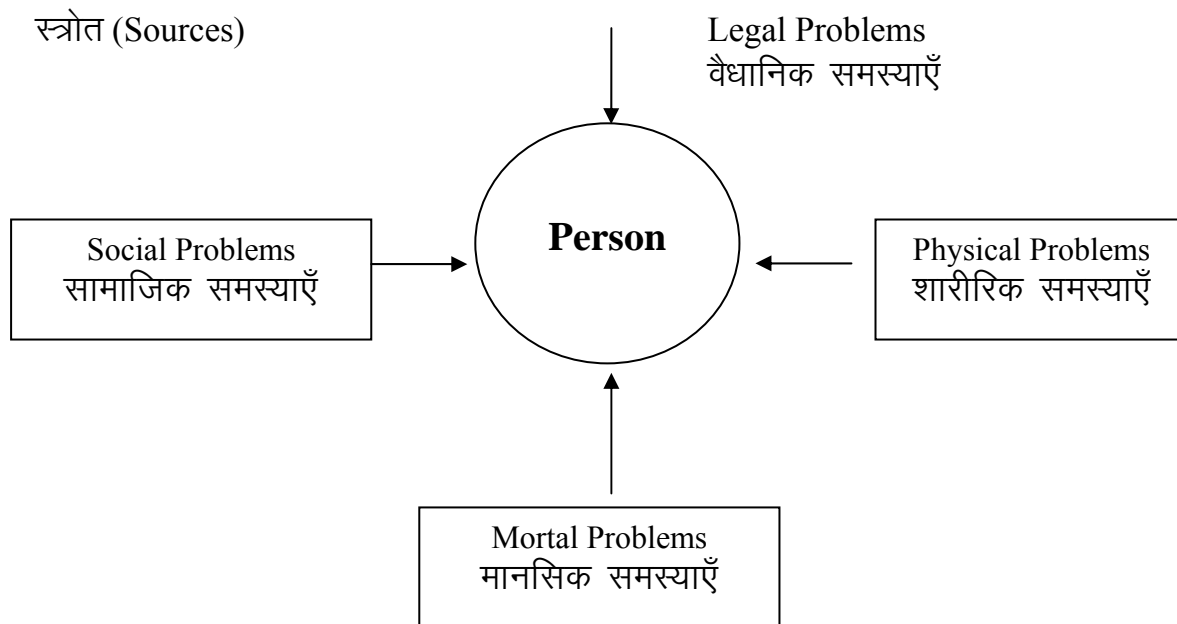 स्त्रोत (Sources)
Legal Problems
वैधानिक समस्याएँ
Person
Social Problems
सामाजिक समस्याएँ
Physical Problems
शारीरिक समस्याएँ
Mortal Problems
मानसिक समस्याएँ